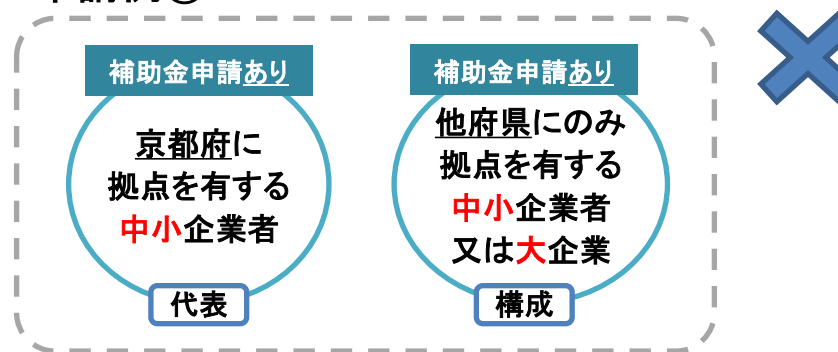 補助金申請あり
京都府に
拠点を有する
中小企業者
代表
補助金申請あり
他府県にのみ
拠点を有する
中小企業者
又は大企業
構成